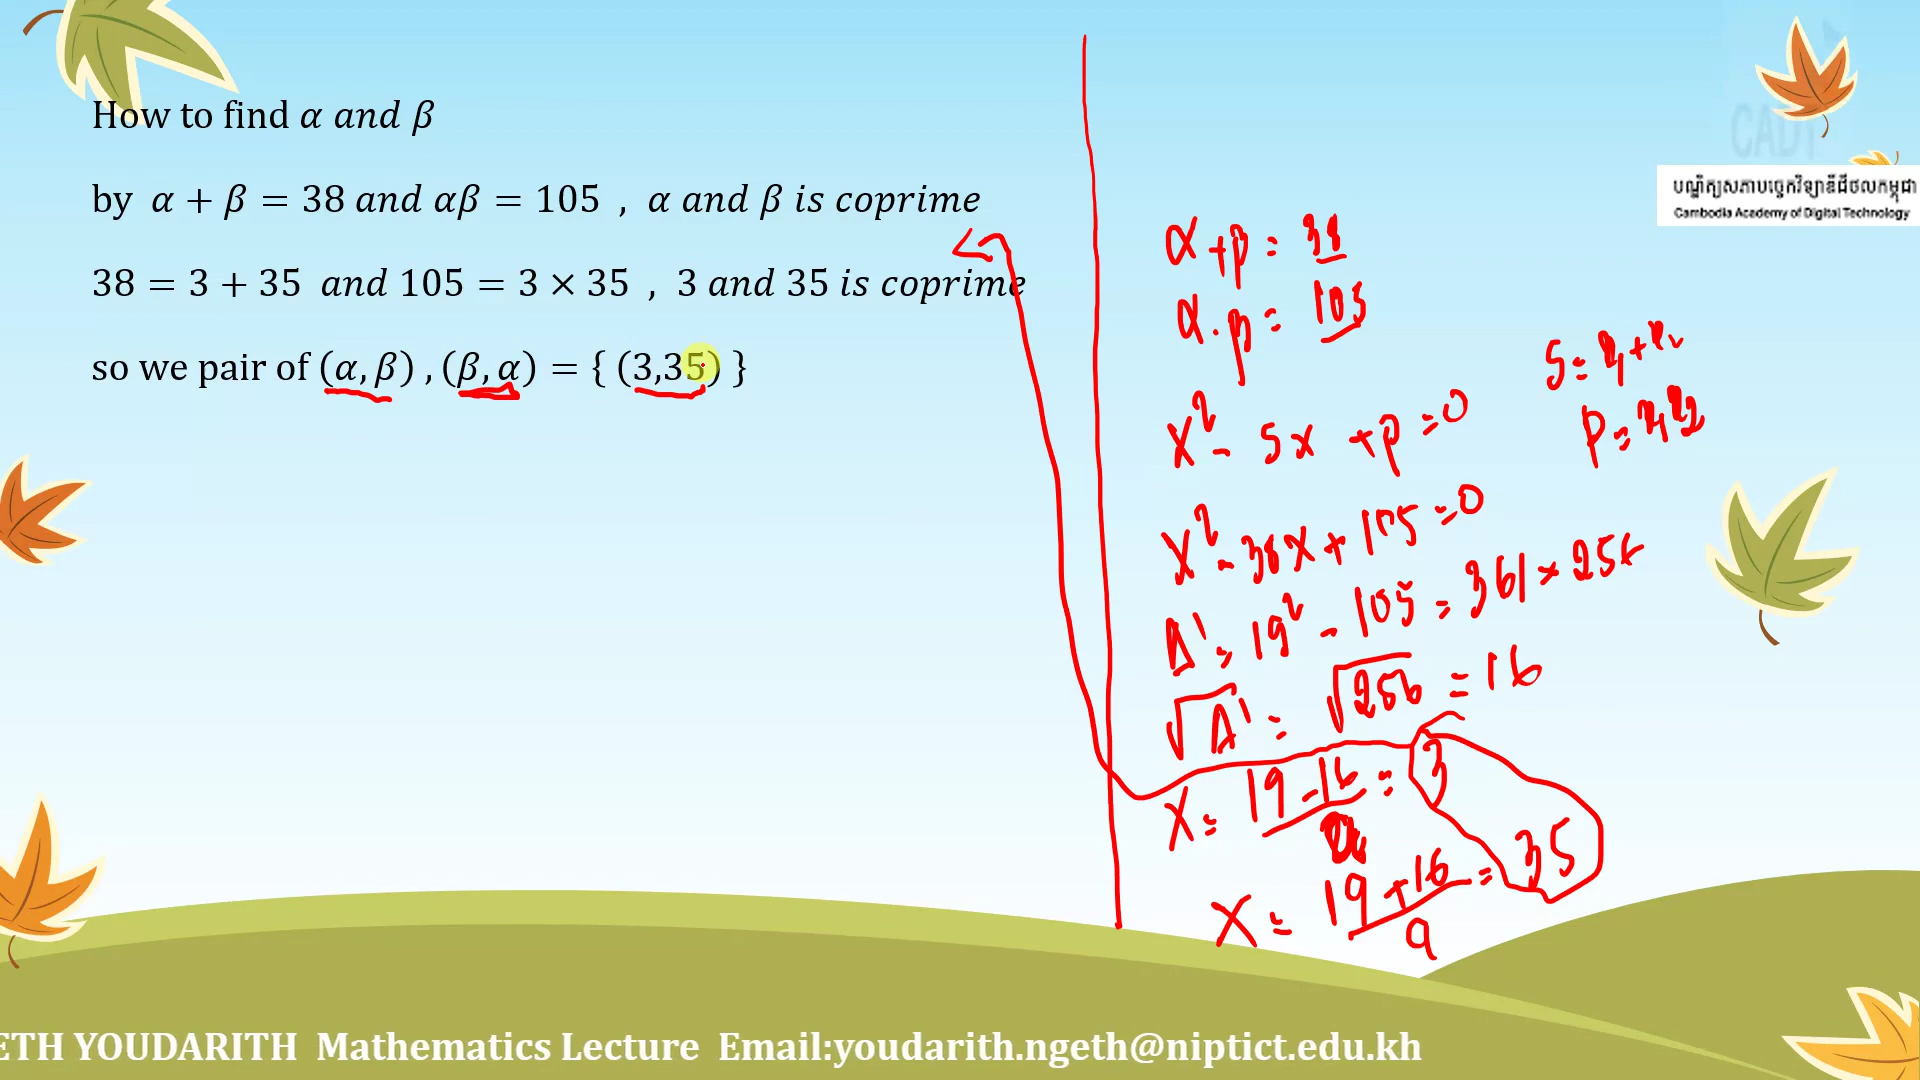 How to find α and β
by α + β = 38 and αβ = 105 , α and β is coprime
38 = 3 + 35 and 105 = 3 × 35 , 3 and 35 is coprime
so we pair of (α, β) , (β, α) = { (3,35) }
CADT
បណ្ឌិត្យសភាបច្ចេកវិទ្យាឌីជីថលកម្ពុជា
Cambodia Academy of Digital Technology
α + β = 38
α . β = 105
S = x₁ + x₂
P = x₁x₂
X² - Sx + P = 0
X² - 38X + 105 = 0
Δ' = 19² - 105 = 361 × 256
√Δ' = √256 = 16
X = 19 - 16 = 3
X = 19 + 16 = 35
a
ETH YOUDARITH Mathematics Lecture Email:youdarith.ngeth@niptict.edu.kh